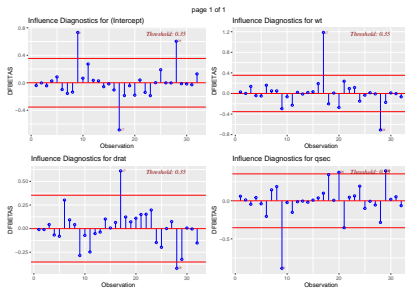 page 1 of 1
Influence Diagnostics for (Intercept)
Threshold: 0.35
DFBETAS
0.8
0.4
0.0
-0.4
0
10
20
30
Observation
Influence Diagnostics for wt
Threshold: 0.35
DFBETAS
1.2
0.8
0.4
0.0
-0.4
-0.8
0
10
20
30
Observation
Influence Diagnostics for drat
Threshold: 0.35
DFBETAS
0.50
0.25
0.00
-0.25
0
10
20
30
Observation
Influence Diagnostics for qsec
Threshold: 0.35
DFBETAS
0.0
-0.5
0
10
20
30
Observation